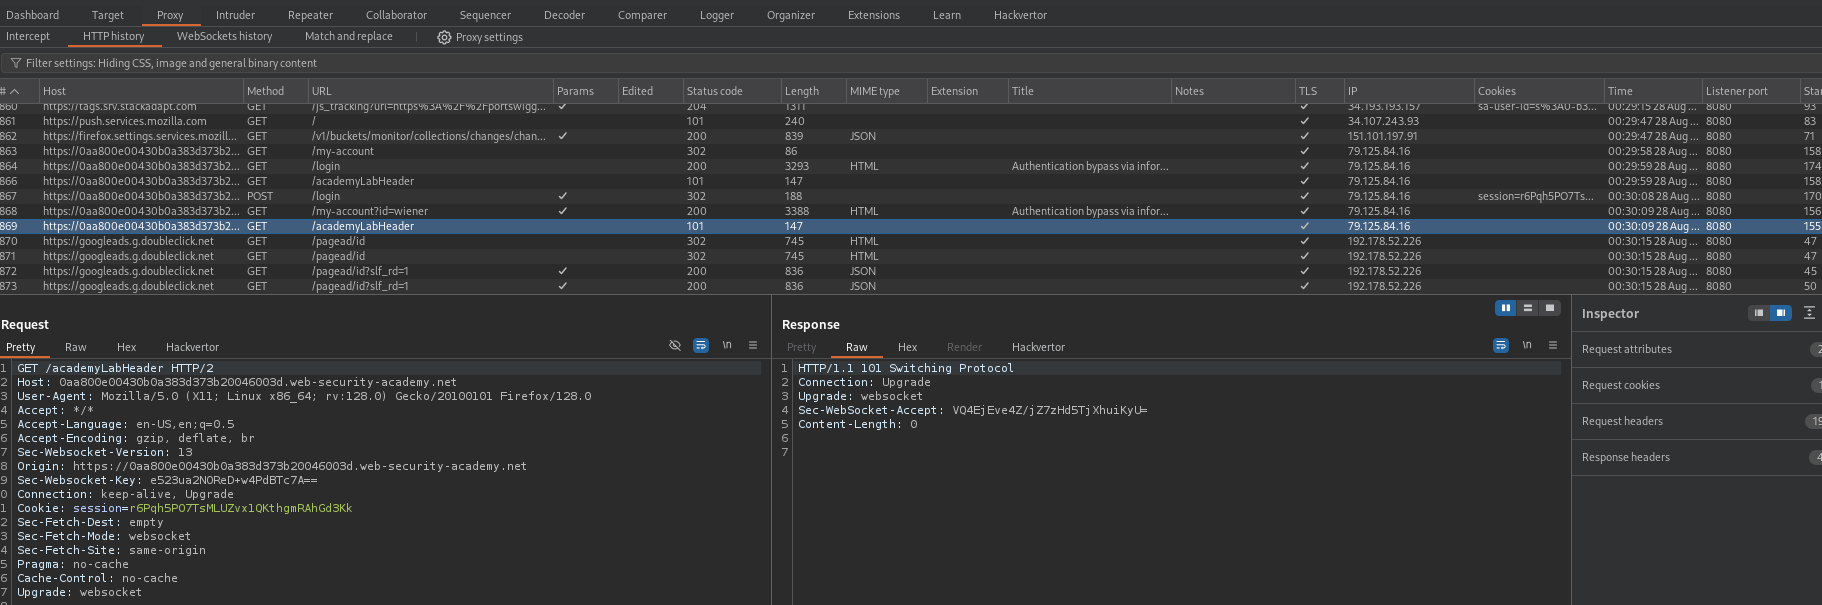 Dashboard Target Proxy Intruder Repeater Collaborator Sequencer Decoder Comparer Logger Organizer Extensions Learn Hackvertor
Intercept HTTP history WebSockets history Match and replace Proxy settings
Filter settings: Hiding CSS, image and general binary content
# Host Method URL Params Edited Status code Length MIME type Extension Title Notes TLS IP Cookies Time Listener port Star
860 https://tags.srv.stackadapt.com GET /js_tracking?url=https%3A%2F%2Fportswigg... ✓ 204 1311 ✓ 34.193.193.157 sa-user-id=s%3A0-b3... 00:29:15 28 Aug ... 8080 93
861 https://push.services.mozilla.com GET / 101 240 ✓ 34.107.243.93 00:29:47 28 Aug ... 8080 83
862 https://firefox.settings.services.mozill... GET /v1/buckets/monitor/collections/changes/chan... ✓ 200 839 JSON ✓ 151.101.197.91 00:29:47 28 Aug ... 8080 71
863 https://0aa800e00430b0a383d373b2... GET /my-account 302 86 ✓ 79.125.84.16 00:29:58 28 Aug ... 8080 158
864 https://0aa800e00430b0a383d373b2... GET /login 200 3293 HTML Authentication bypass via infor... ✓ 79.125.84.16 00:29:59 28 Aug ... 8080 174
866 https://0aa800e00430b0a383d373b2... GET /academyLabHeader 101 147 ✓ 79.125.84.16 00:29:59 28 Aug ... 8080 158
867 https://0aa800e00430b0a383d373b2... POST /login ✓ 302 188 ✓ 79.125.84.16 session=r6Pqh5PO7Ts... 00:30:08 28 Aug ... 8080 170
868 https://0aa800e00430b0a383d373b2... GET /my-account?id=wiener ✓ 200 3388 HTML Authentication bypass via infor... ✓ 79.125.84.16 00:30:09 28 Aug ... 8080 156
869 https://0aa800e00430b0a383d373b2... GET /academyLabHeader 101 147 ✓ 79.125.84.16 00:30:09 28 Aug ... 8080 155
870 https://googleads.g.doubleclick.net GET /pagead/id 302 745 HTML ✓ 192.178.52.226 00:30:15 28 Aug ... 8080 47
871 https://googleads.g.doubleclick.net GET /pagead/id 302 745 HTML ✓ 192.178.52.226 00:30:15 28 Aug ... 8080 47
872 https://googleads.g.doubleclick.net GET /pagead/id?slf_rd=1 ✓ 200 836 JSON ✓ 192.178.52.226 00:30:15 28 Aug ... 8080 45
873 https://googleads.g.doubleclick.net GET /pagead/id?slf_rd=1 ✓ 200 836 JSON ✓ 192.178.52.226 00:30:15 28 Aug ... 8080 50
Request
Pretty Raw Hex Hackvertor \n
1 GET /academyLabHeader HTTP/2
2 Host: 0aa800e00430b0a383d373b20046003d.web-security-academy.net
3 User-Agent: Mozilla/5.0 (X11; Linux x86_64; rv:128.0) Gecko/20100101 Firefox/128.0
4 Accept: */*
5 Accept-Language: en-US,en;q=0.5
6 Accept-Encoding: gzip, deflate, br
7 Sec-Websocket-Version: 13
8 Origin: https://0aa800e00430b0a383d373b20046003d.web-security-academy.net
9 Sec-Websocket-Key: e523ua2NOReD+w4PdBTc7A==
0 Connection: keep-alive, Upgrade
1 Cookie: session=r6Pqh5PO7TsMLUZvx1QKthgmRAhGd3Kk
2 Sec-Fetch-Dest: empty
3 Sec-Fetch-Mode: websocket
4 Sec-Fetch-Site: same-origin
5 Pragma: no-cache
6 Cache-Control: no-cache
7 Upgrade: websocket
Response
Pretty Raw Hex Render Hackvertor \n
1 HTTP/1.1 101 Switching Protocol
2 Connection: Upgrade
3 Upgrade: websocket
4 Sec-WebSocket-Accept: VQ4EjEve4Z/jZ7zHd5TjXhuiKyU=
5 Content-Length: 0
6
7
Inspector
Request attributes 2
Request cookies 1
Request headers 19
Response headers 4